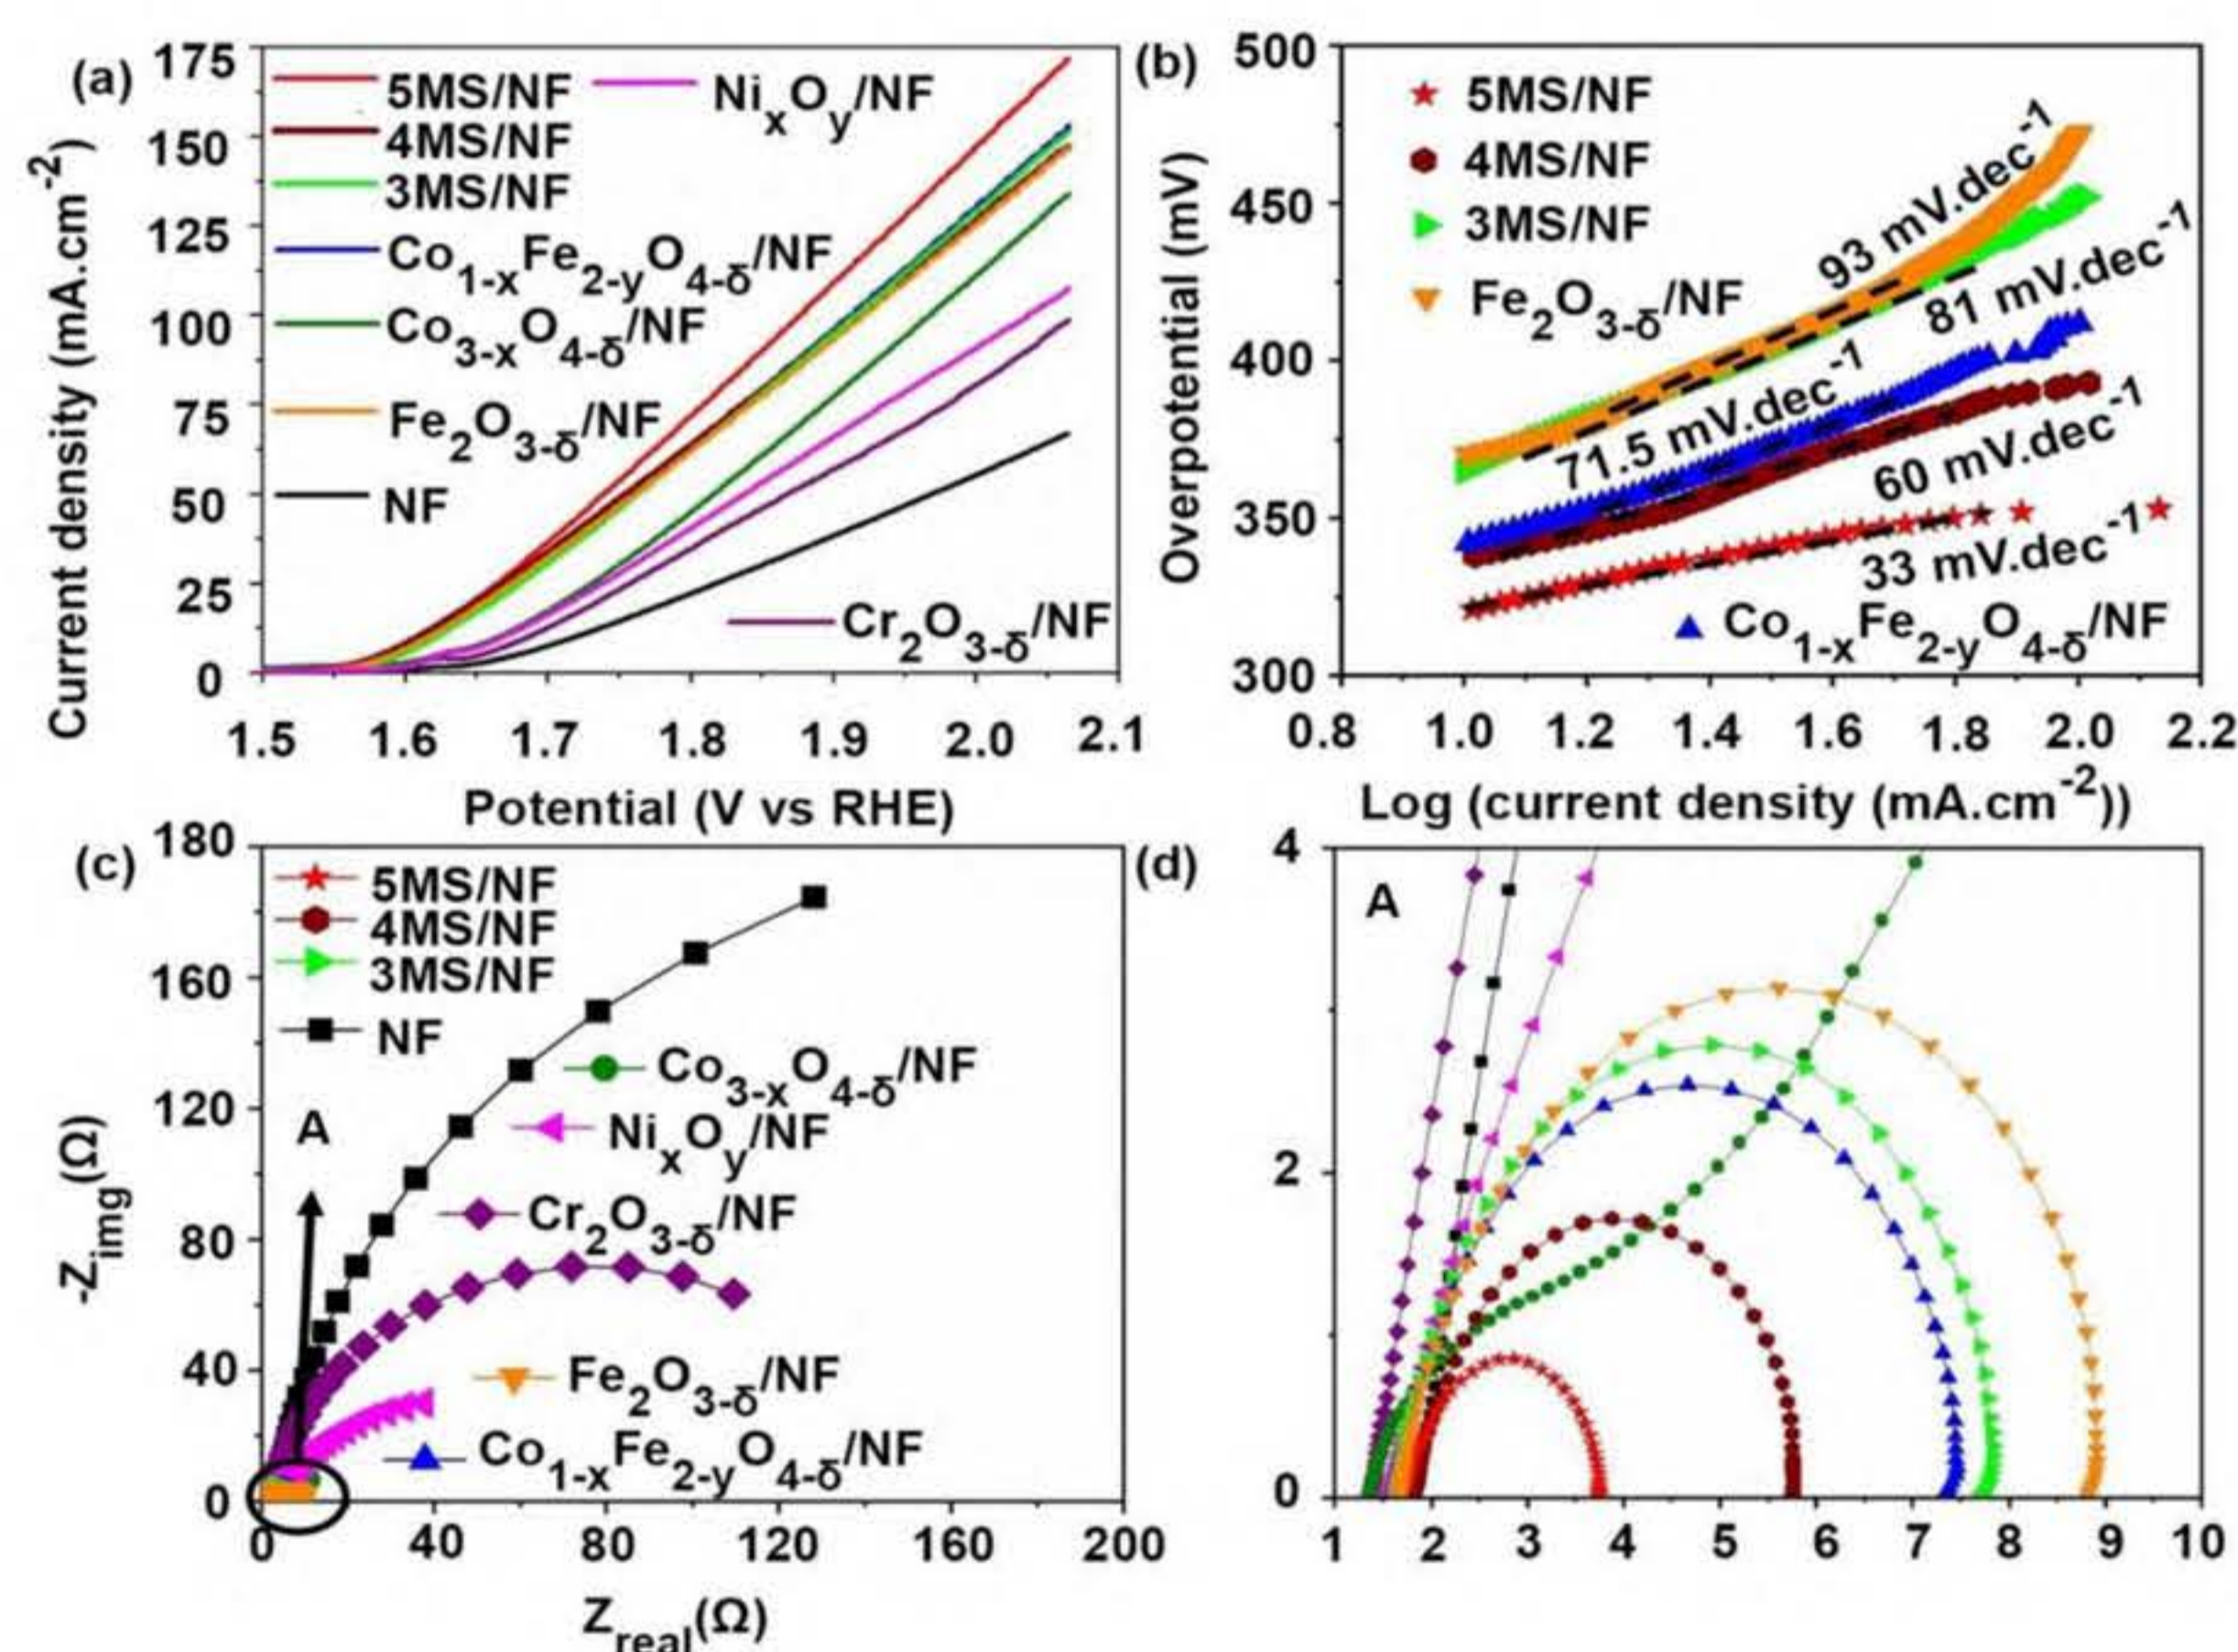 (a)
175
150
125
100
75
50
25
0
Current density (mA.cm⁻²)
5MS/NF
4MS/NF
3MS/NF
Co₁₋ₓFe₂₋ᵧO₄₋δ/NF
Co₃₋ₓO₄₋δ/NF
Fe₂O₃₋δ/NF
NF
NiₓOᵧ/NF
Cr₂O₃₋δ/NF
1.5 1.6 1.7 1.8 1.9 2.0 2.1
Potential (V vs RHE)
(b)
500
450
400
350
300
Overpotential (mV)
5MS/NF
4MS/NF
3MS/NF
Fe₂O₃₋δ/NF
93 mV.dec⁻¹
81 mV.dec⁻¹
71.5 mV.dec⁻¹
60 mV.dec⁻¹
33 mV.dec⁻¹
Co₁₋ₓFe₂₋ᵧO₄₋δ/NF
0.8 1.0 1.2 1.4 1.6 1.8 2.0 2.2
Log (current density (mA.cm⁻²))
(c)
180
160
120
80
40
0
-Zimg(Ω)
5MS/NF
4MS/NF
3MS/NF
NF
Co₃₋ₓO₄₋δ/NF
NiₓOᵧ/NF
A
Cr₂O₃₋δ/NF
Fe₂O₃₋δ/NF
Co₁₋ₓFe₂₋ᵧO₄₋δ/NF
0 40 80 120 160 200
Zreal(Ω)
(d)
4
2
0
A
1 2 3 4 5 6 7 8 9 10